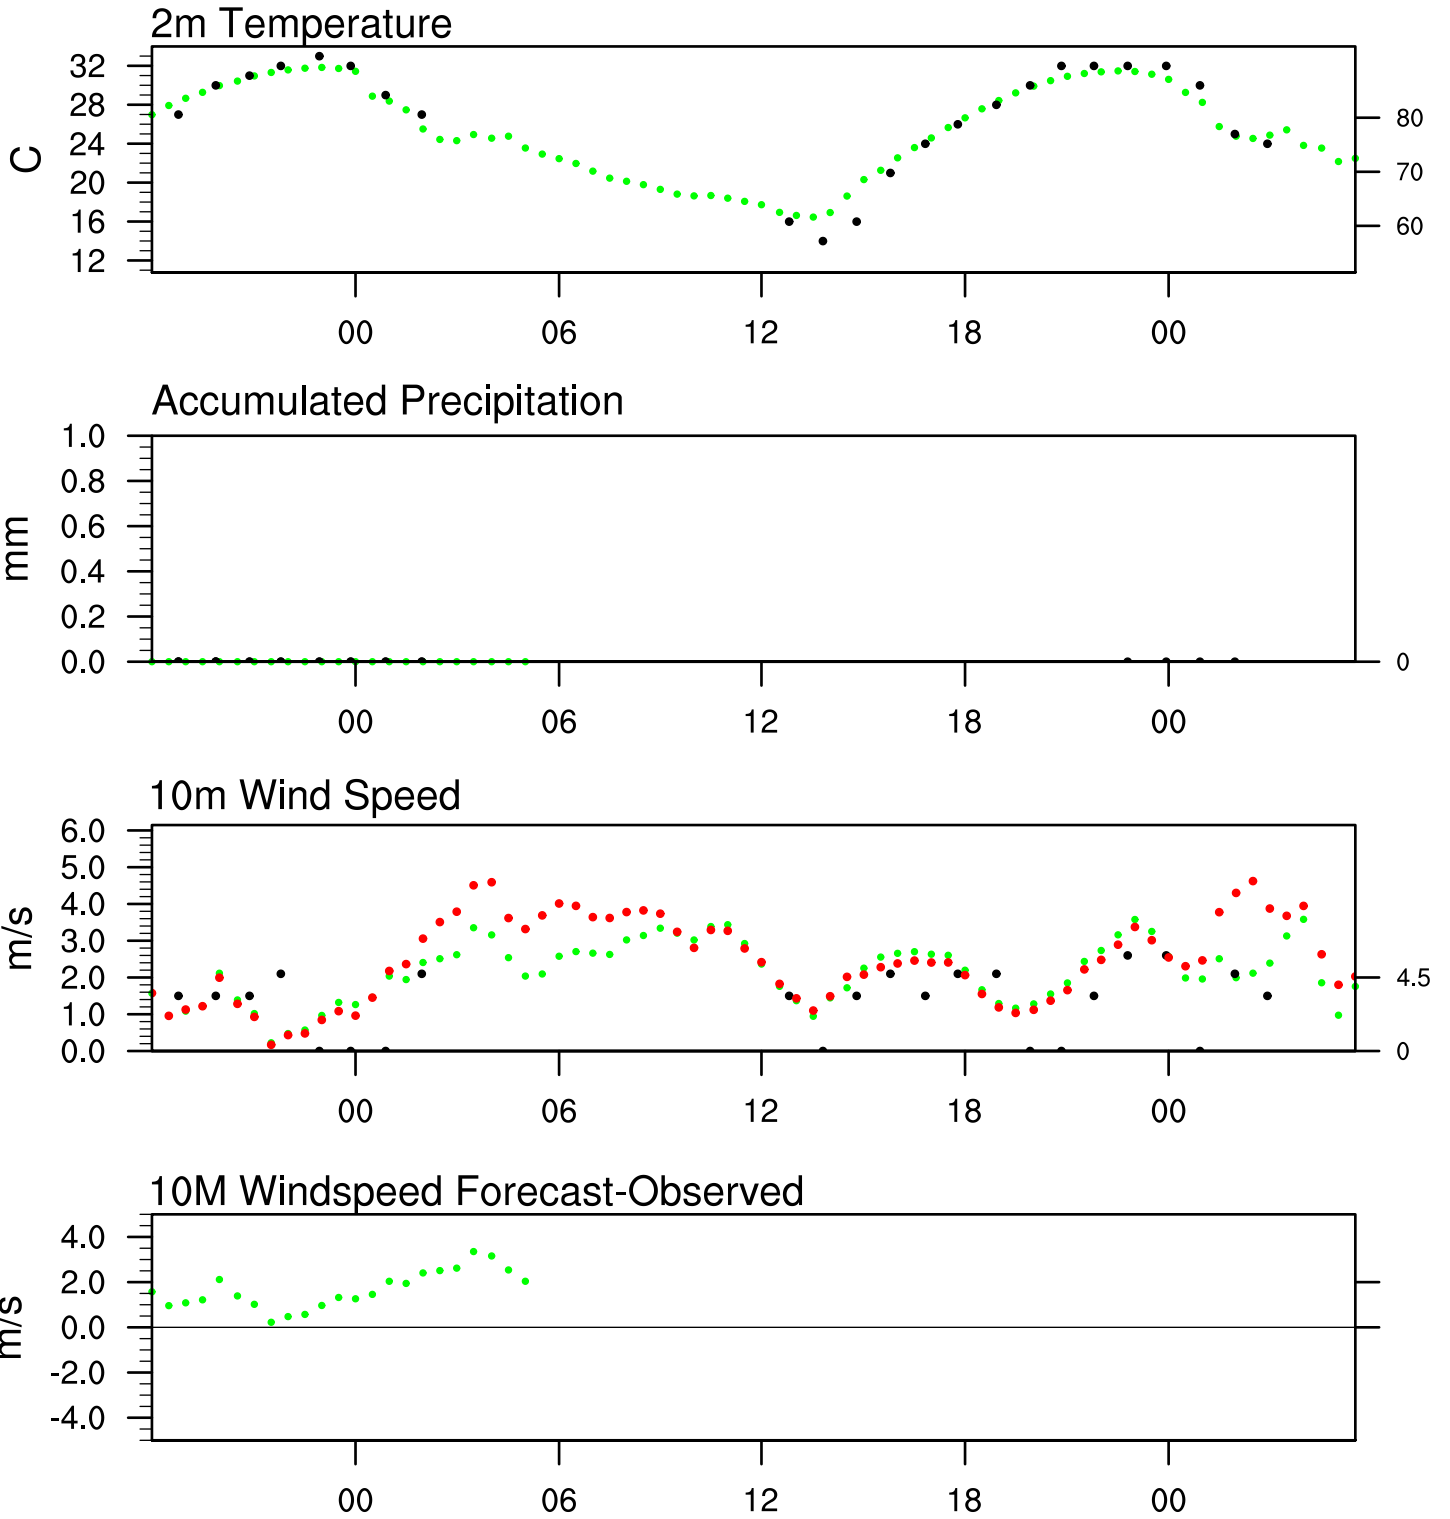 2m Temperature
C
32
28
24
20
16
12
80
70
60
00 06 12 18 00
Accumulated Precipitation
mm
1.0
0.8
0.6
0.4
0.2
0.0
0
00 06 12 18 00
10m Wind Speed
m/s
6.0
5.0
4.0
3.0
2.0
1.0
0.0
4.5
0
00 06 12 18 00
10M Windspeed Forecast-Observed
m/s
4.0
2.0
0.0
-2.0
-4.0
00 06 12 18 00